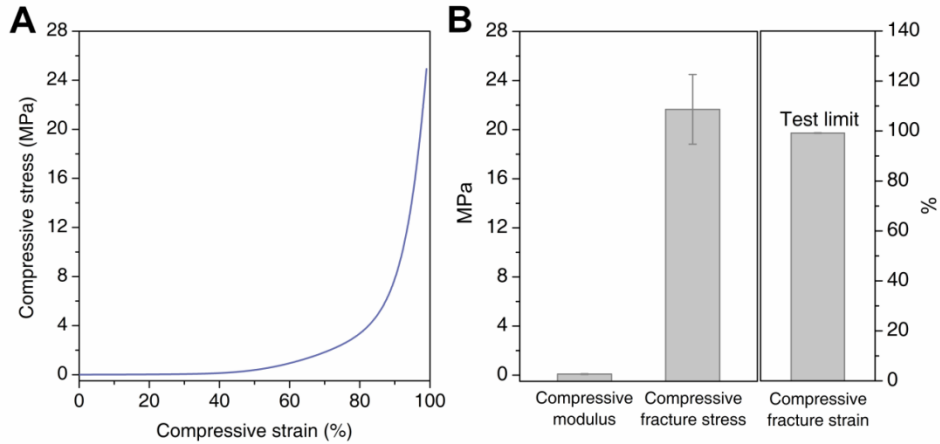 A
28
24
20
16
12
8
4
0
Compressive stress (MPa)
0
20
40
60
80
100
Compressive strain (%)
B
28
24
20
16
12
8
4
0
MPa
Test limit
140
120
100
80
60
40
20
0
%
Compressive
modulus
Compressive
fracture stress
Compressive
fracture strain